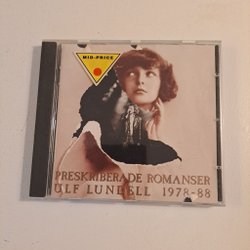 MID-PRICE
PRESKRIBERADE ROMANSER
ULF LUNDELL 1978-88